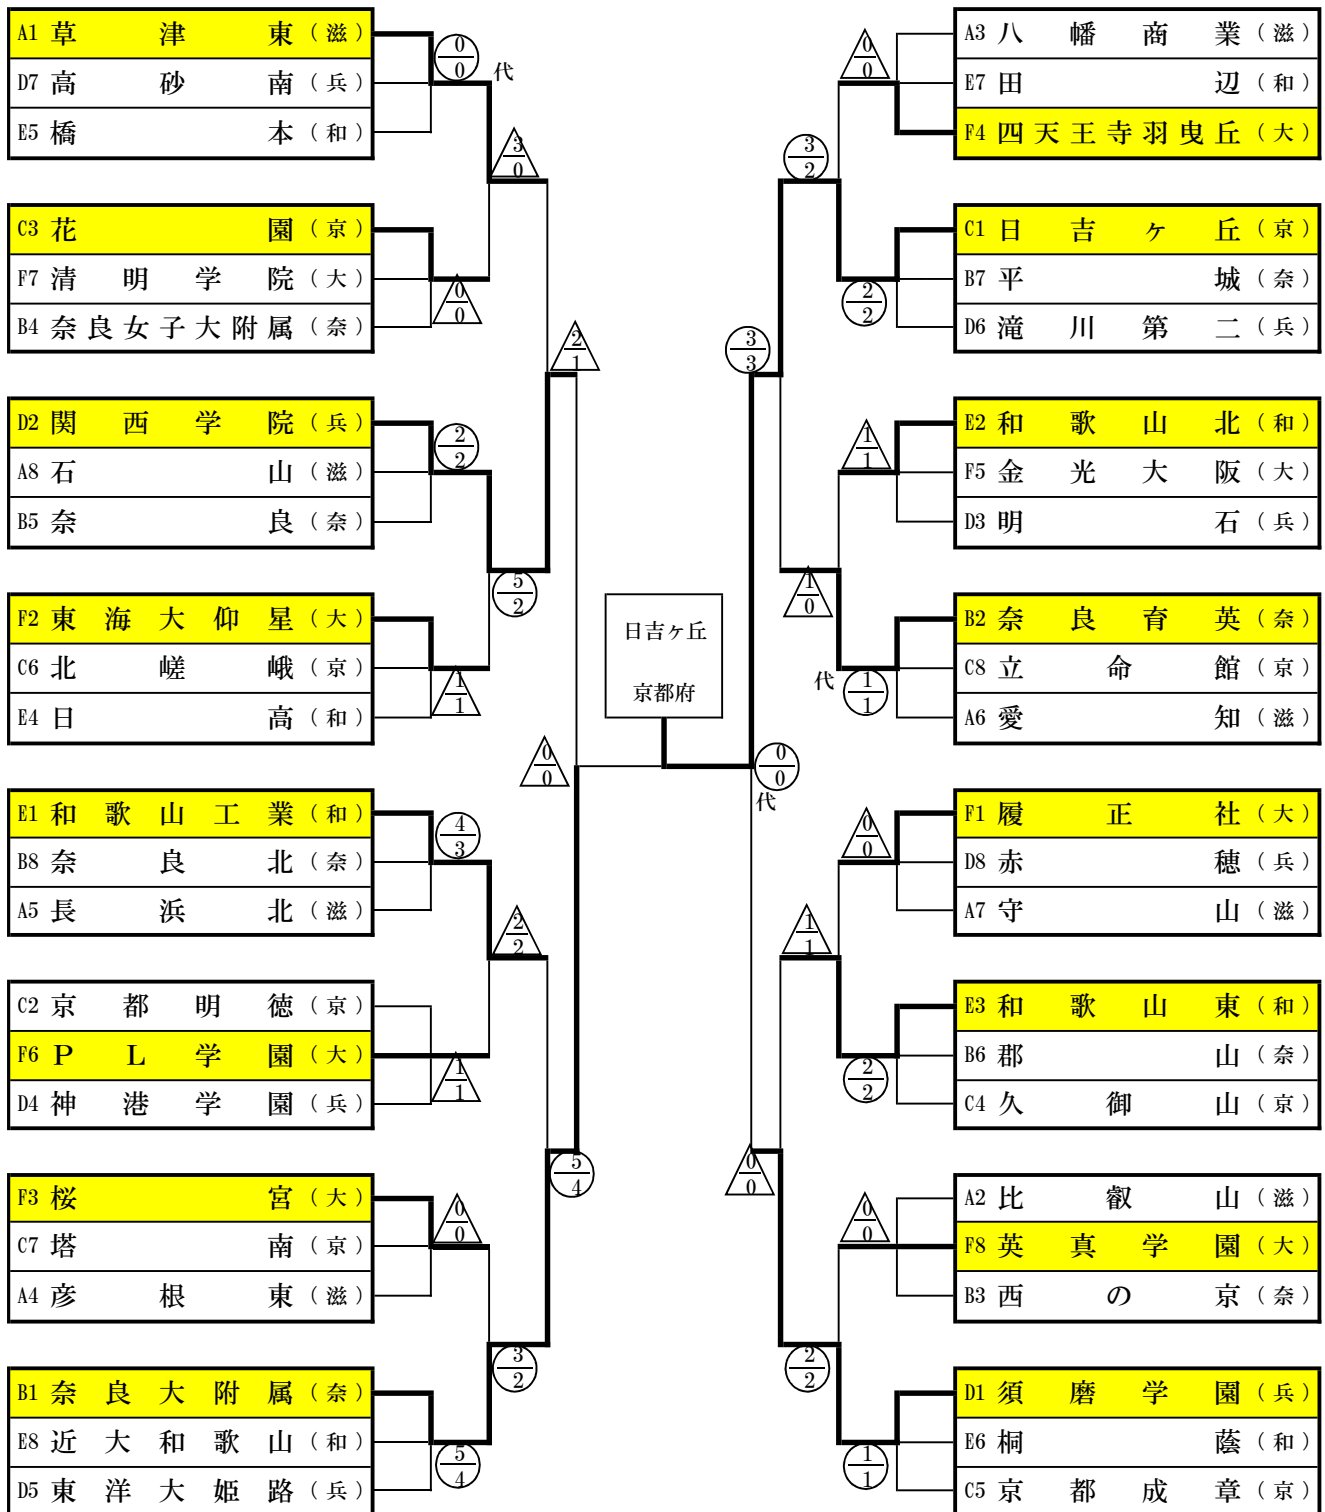 A1 草津東（滋）
D7 高砂南（兵）
E5 橋本（和）
0
0
代
3
0
C3 花園（京）
F7 清明学院（大）
B4 奈良女子大附属（奈）
0
0
2
1
D2 関西学院（兵）
A8 石山（滋）
B5 奈良（奈）
2
2
5
2
F2 東海大仰星（大）
C6 北嵯峨（京）
E4 日高（和）
1
1
0
0
E1 和歌山工業（和）
B8 奈良北（奈）
A5 長浜北（滋）
4
3
2
2
C2 京都明徳（京）
F6 ＰＬ学園（大）
D4 神港学園（兵）
1
1
5
4
F3 桜宮（大）
C7 塔南（京）
A4 彦根東（滋）
0
0
3
2
B1 奈良大附属（奈）
E8 近大和歌山（和）
D5 東洋大姫路（兵）
5
4
日吉ヶ丘
京都府
A3 八幡商業（滋）
E7 田辺（和）
F4 四天王寺羽曳丘（大）
0
0
3
2
C1 日吉ヶ丘（京）
B7 平城（奈）
D6 滝川第二（兵）
2
2
3
3
E2 和歌山北（和）
F5 金光大阪（大）
D3 明石（兵）
1
1
1
0
B2 奈良育英（奈）
C8 立命館（京）
A6 愛知（滋）
代
1
1
0
0
代
F1 履正社（大）
D8 赤穂（兵）
A7 守山（滋）
0
0
1
1
E3 和歌山東（和）
B6 郡山（奈）
C4 久御山（京）
2
2
0
0
A2 比叡山（滋）
F8 英真学園（大）
B3 西の京（奈）
0
0
2
2
D1 須磨学園（兵）
E6 桐蔭（和）
C5 京都成章（京）
1
1